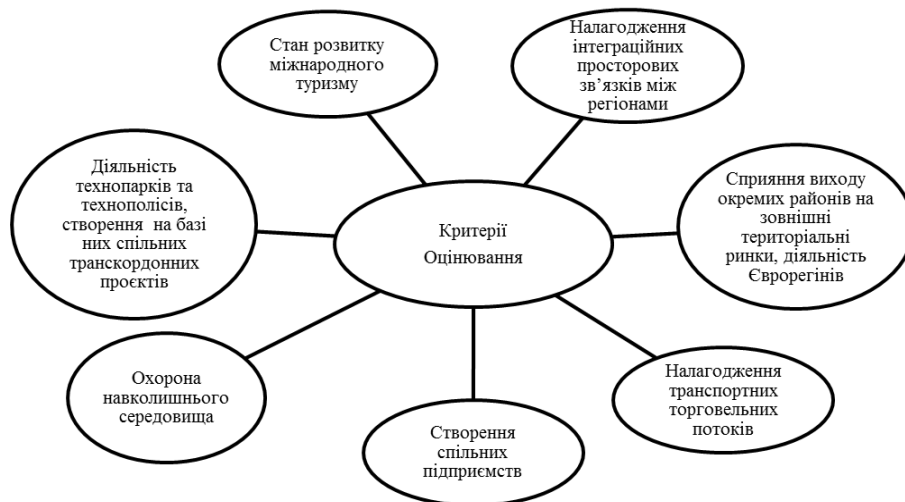 Стан розвитку
міжнародного
туризму
Налагодження
інтеграційних
просторових
зв’язків між
регіонами
Діяльність
технопарків та
технополісів,
створення на базі
них спільних
транскордонних
проєктів
Критерії
Оцінювання
Сприяння виходу
окремих районів на
зовнішні
територіальні
ринки, діяльність
Єврорегінів
Охорона
навколишнього
середовища
Створення
спільних
підприємств
Налагодження
транспортних
торговельних
потоків